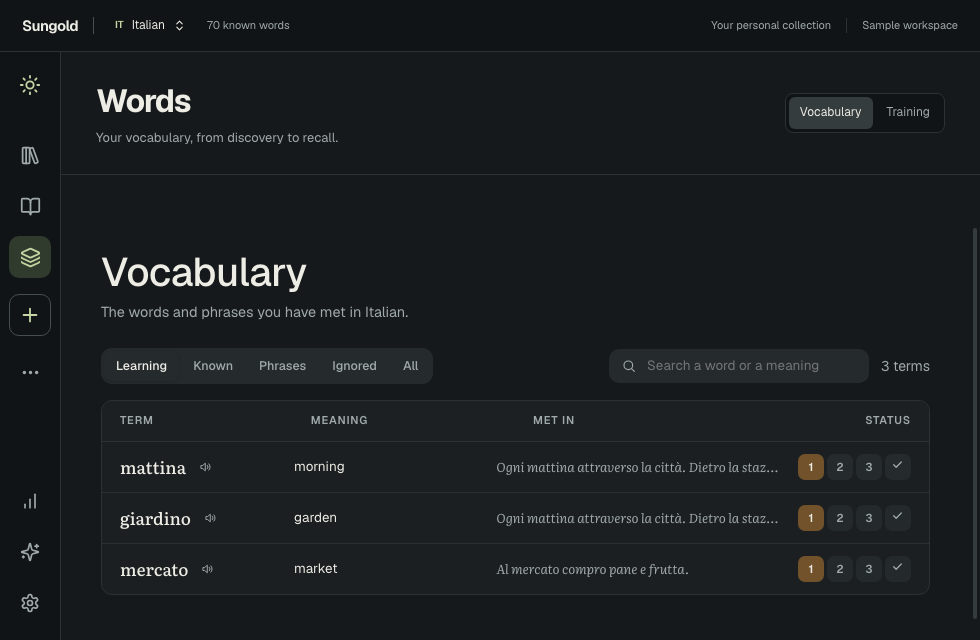 Sungold
IT Italian
70 known words
Your personal collection
Sample workspace
Words
Your vocabulary, from discovery to recall.
Vocabulary
Training
Vocabulary
The words and phrases you have met in Italian.
Learning
Known
Phrases
Ignored
All
Search a word or a meaning
3 terms
TERM MEANING MET IN STATUS
mattina morning Ogni mattina attraverso la città. Dietro la staz... 1 2 3
giardino garden Ogni mattina attraverso la città. Dietro la staz... 1 2 3
mercato market Al mercato compro pane e frutta. 1 2 3